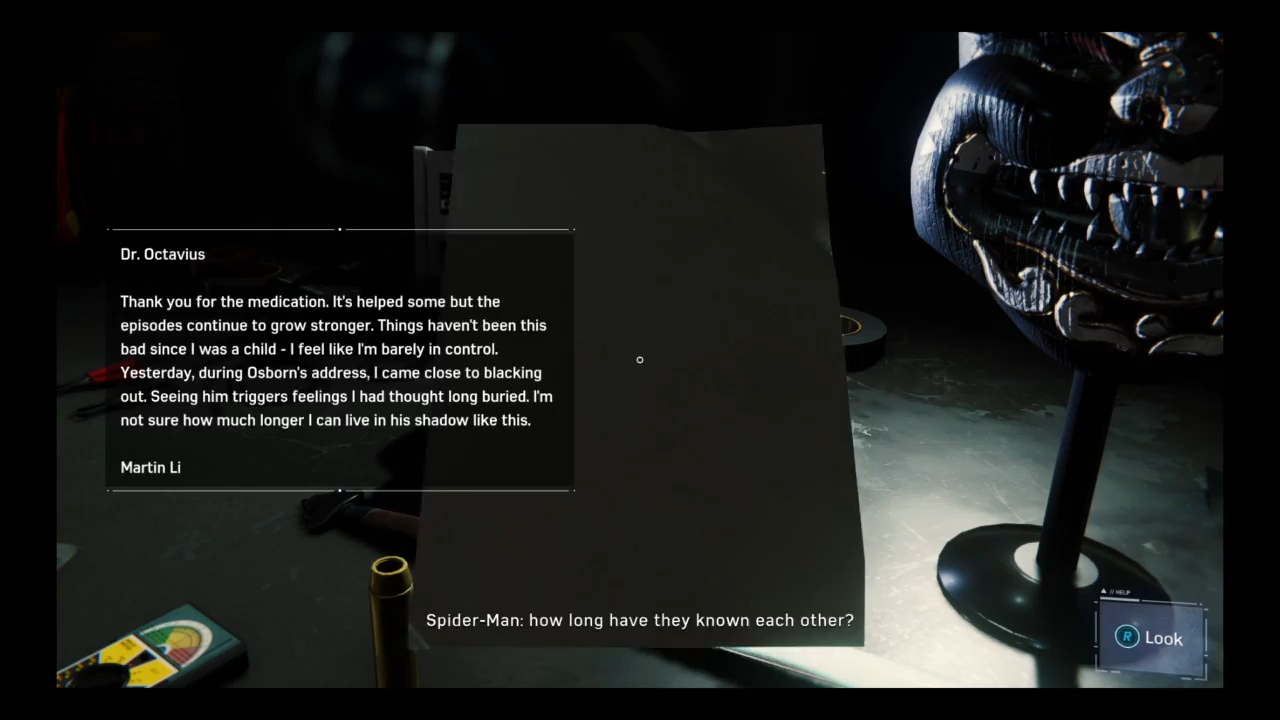 Dr. Octavius
Thank you for the medication. It's helped some but the
episodes continue to grow stronger. Things haven't been this
bad since I was a child - I feel like I'm barely in control.
Yesterday, during Osborn's address, I came close to blacking
out. Seeing him triggers feelings I had thought long buried. I'm
not sure how much longer I can live in his shadow like this.
Martin Li
Spider-Man: how long have they known each other?
// HELP
R Look